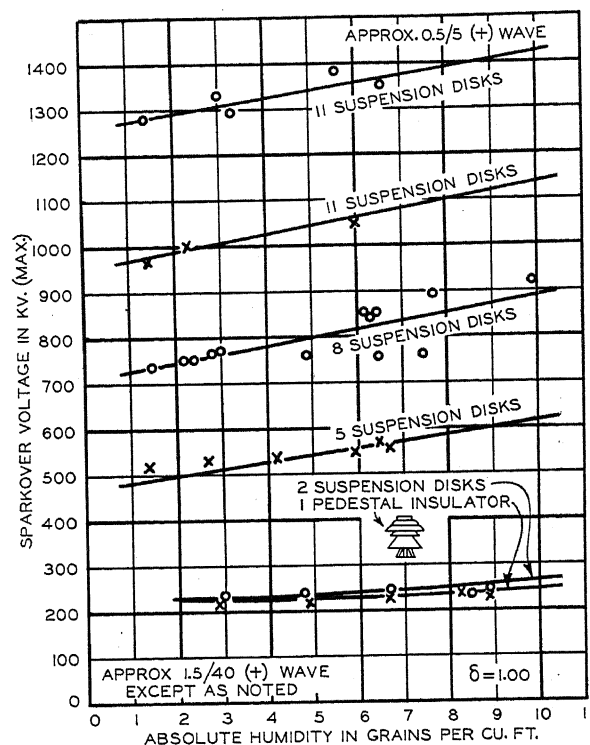 APPROX. 0.5/5 (+) WAVE
1400
1300
11 SUSPENSION DISKS
1200
11 SUSPENSION DISKS
1100
1000
900
800
8 SUSPENSION DISKS
700
600
5 SUSPENSION DISKS
500
2 SUSPENSION DISKS
1 PEDESTAL INSULATOR
400
300
200
100
APPROX 1.5/40 (+) WAVE
EXCEPT AS NOTED
δ=1.00
0
0 1 2 3 4 5 6 7 8 9 10
ABSOLUTE HUMIDITY IN GRAINS PER CU. FT.
SPARKOVER VOLTAGE IN KV. (MAX.)